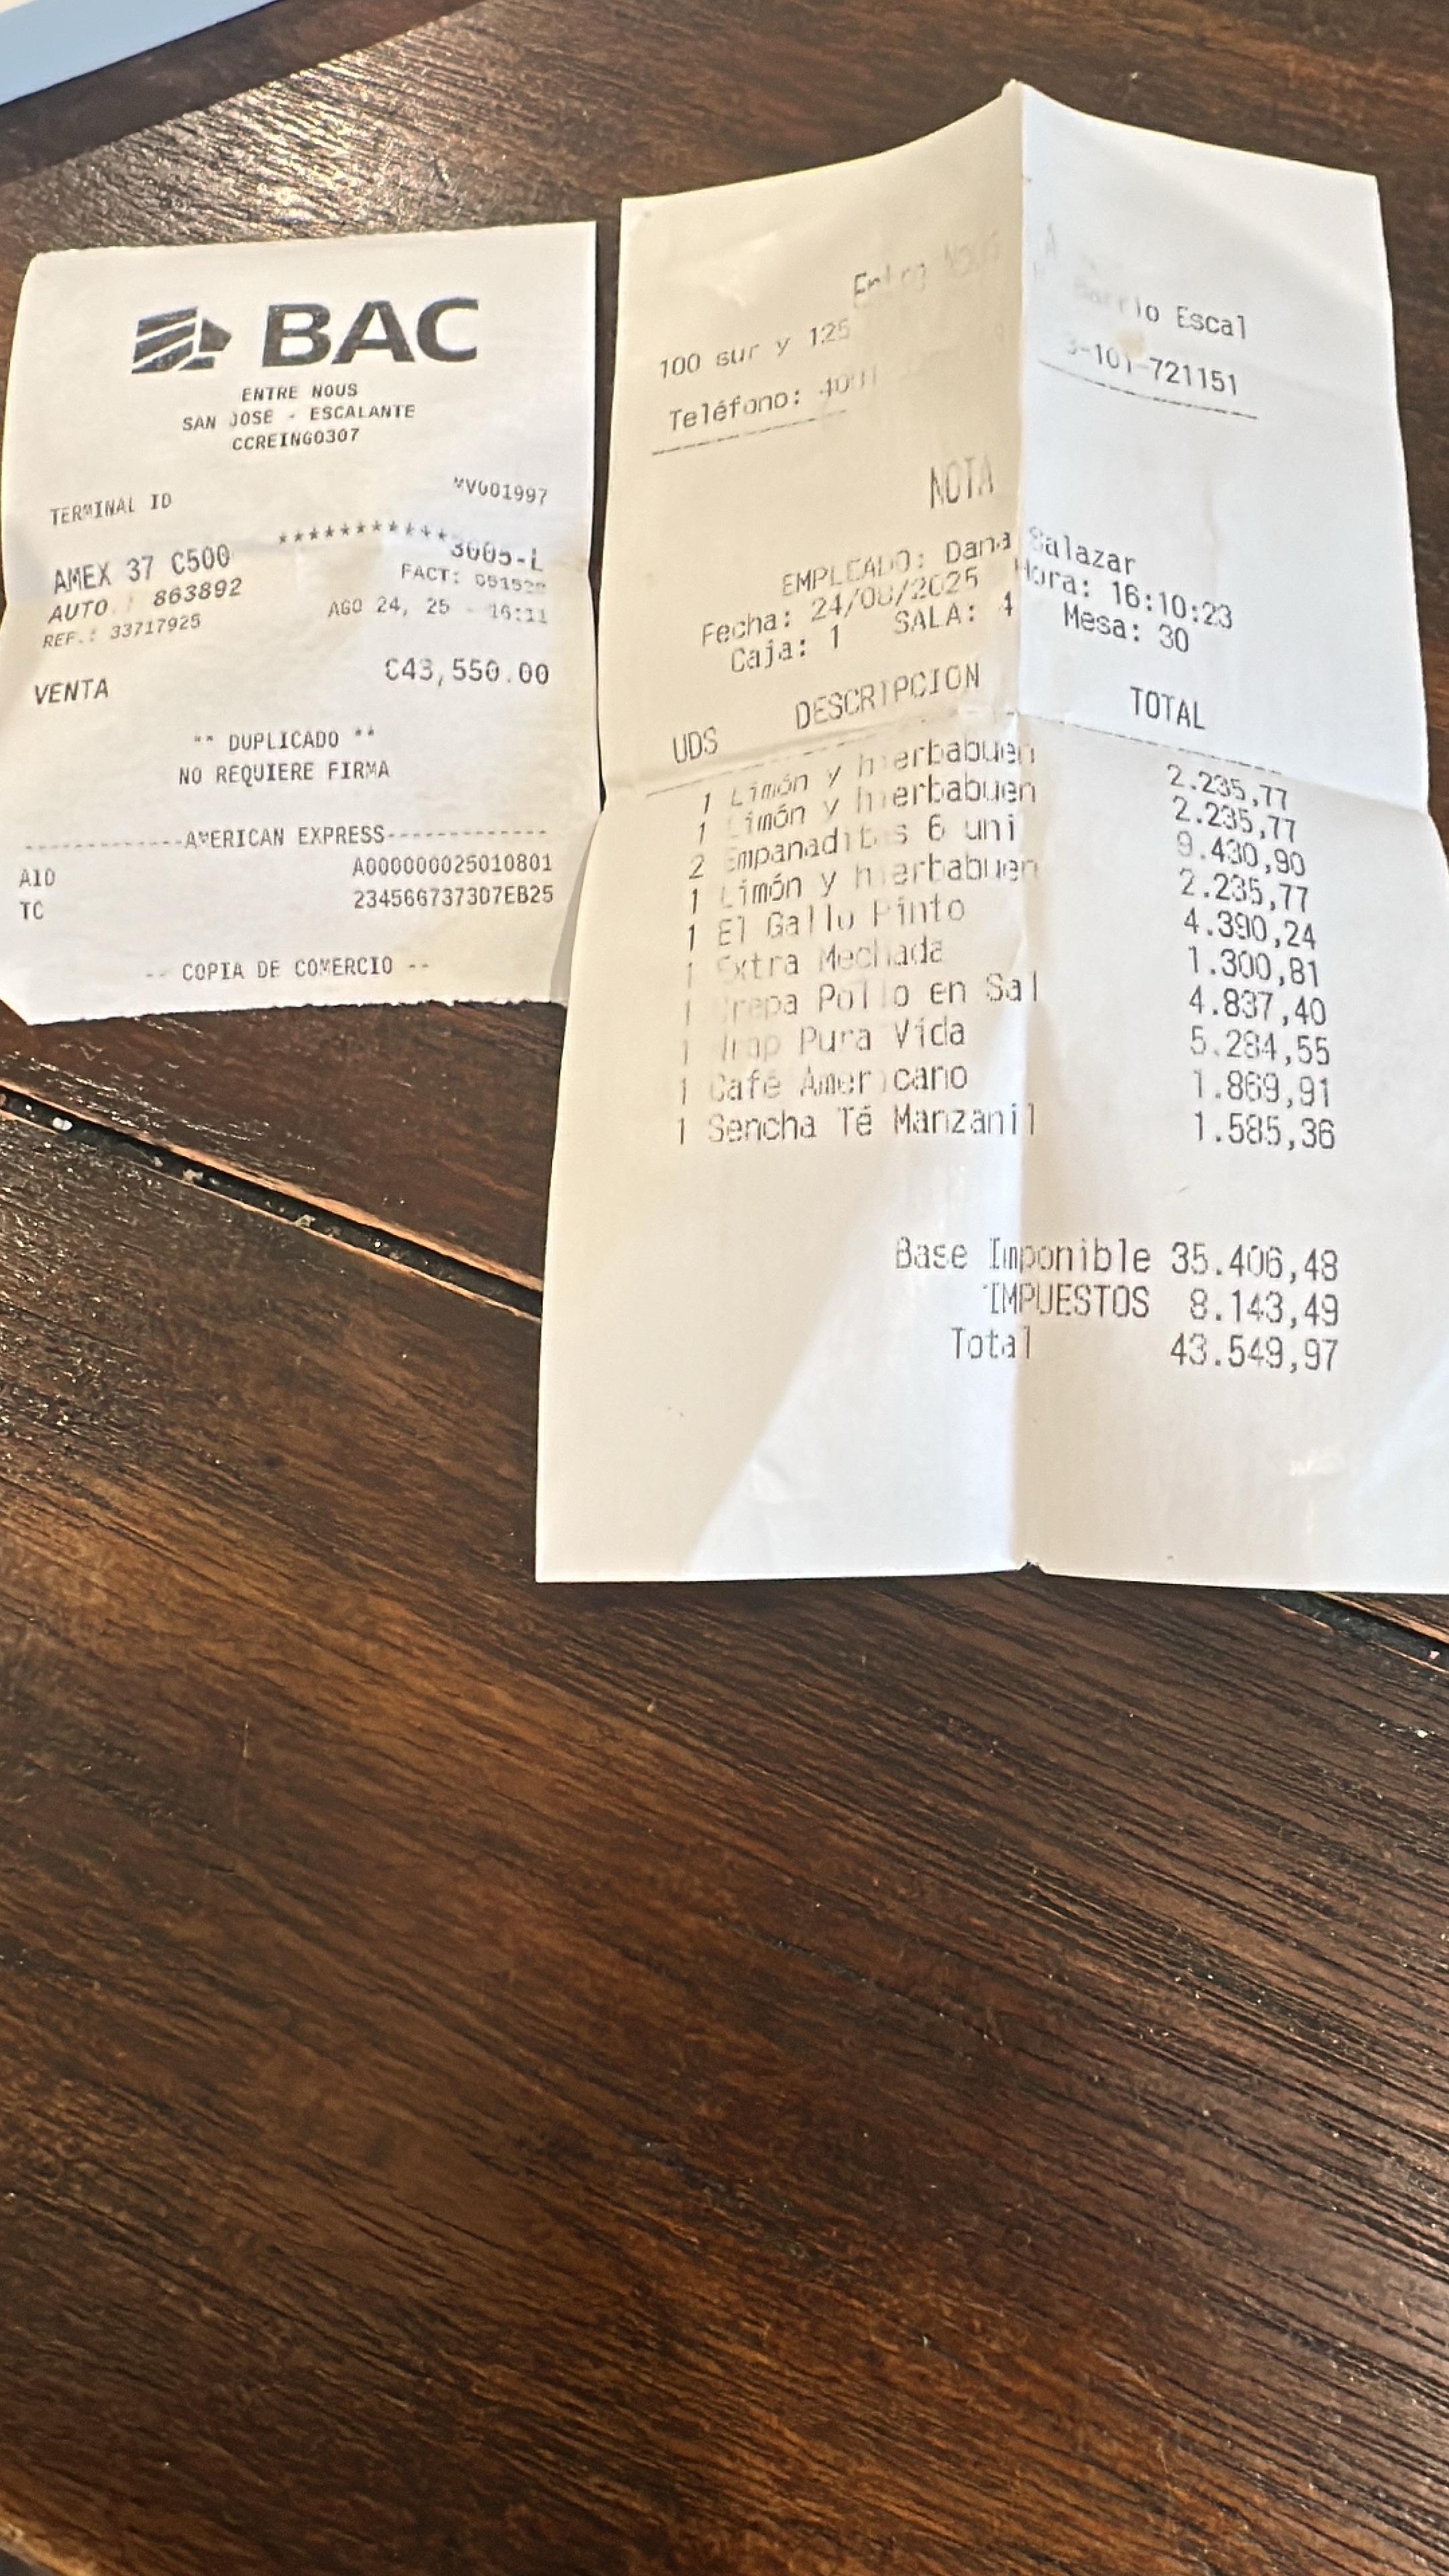 BAC
ENTRE NOUS
SAN JOSE - ESCALANTE
CCREING0307
TERMINAL ID MV001997
AMEX 37 C500 ***********3005-L
AUTO.: 863892 FACT:
REF.: 33717925 AGO 24, 25 - 16:11
VENTA C43,550.00
** DUPLICADO **
NO REQUIERE FIRMA
------------AMERICAN EXPRESS------------
AID A000000025010801
TC 234566737307EB25
-- COPIA DE COMERCIO --
Entre Nous
100 sur y 125 Barrio Escal
Teléfono: 3-101-721151
NOTA
EMPLEADO: Dana Salazar
Fecha: 24/08/2025 Hora: 16:10:23
Caja: 1 SALA: 4 Mesa: 30
UDS DESCRIPCION TOTAL
1 Limón y hierbabuen 2.235,77
1 Limón y hierbabuen 2.235,77
2 Empanaditas 6 uni 9.430,90
1 Limón y hierbabuen 2.235,77
1 El Gallo Pinto 4.390,24
1 Extra Mechada 1.300,81
1 Pollo en Sal 4.837,40
1 Wrap Pura Vida 5.284,55
1 Café Americano 1.869,91
1 Sencha Té Manzanil 1.585,36
Base Imponible 35.406,48
IMPUESTOS 8.143,49
Total 43.549,97